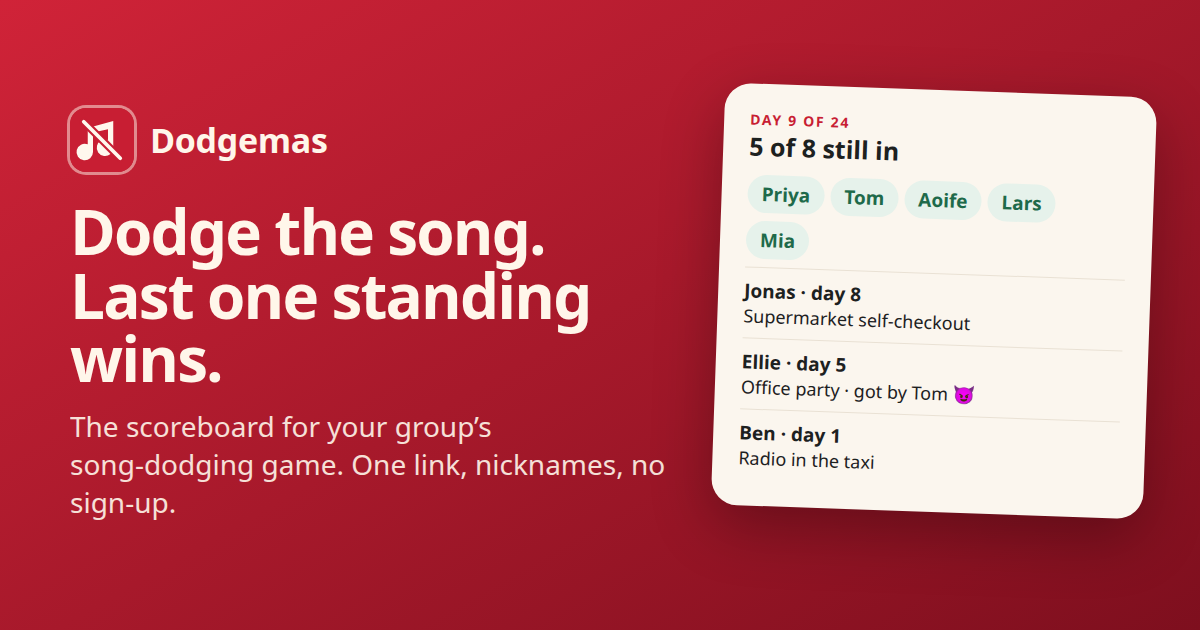 Dodgemas
Dodge the song.
Last one standing
wins.
The scoreboard for your group’s
song-dodging game. One link, nicknames, no
sign-up.
DAY 9 OF 24
5 of 8 still in
Priya Tom Aoife Lars
Mia
Jonas · day 8
Supermarket self-checkout
Ellie · day 5
Office party · got by Tom 😈
Ben · day 1
Radio in the taxi